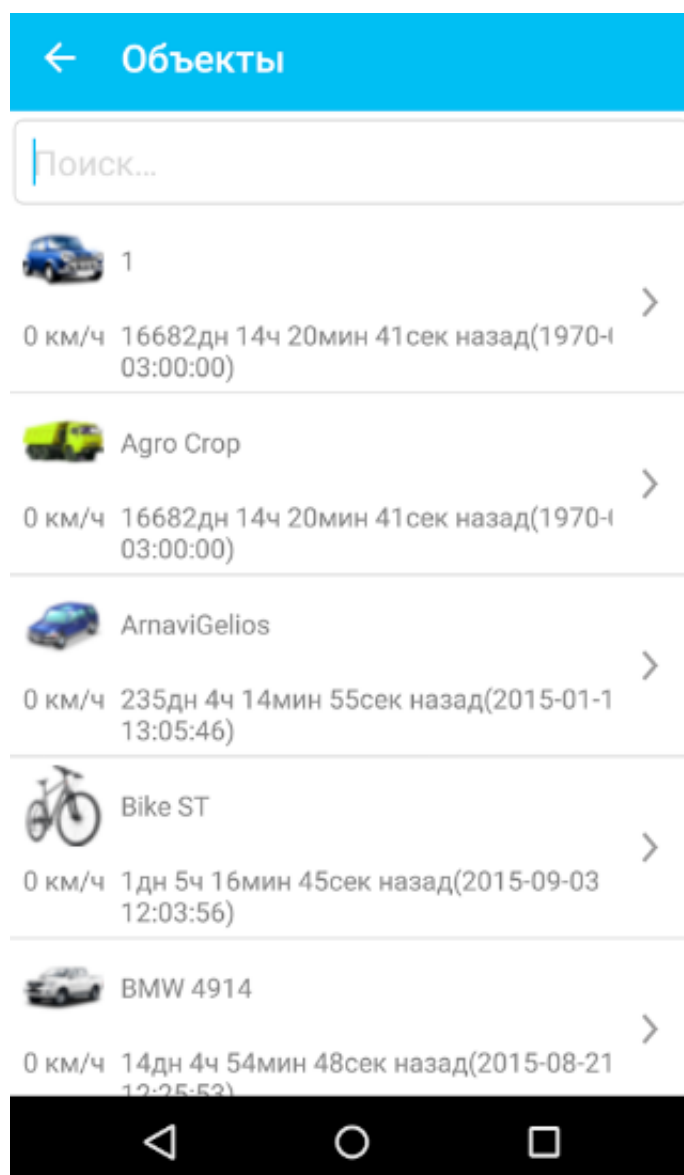 Объекты
Поиск...
1
0 км/ч 16682дн 14ч 20мин 41сек назад(1970-
03:00:00)
Agro Crop
0 км/ч 16682дн 14ч 20мин 41сек назад(1970-
03:00:00)
ArnaviGelios
0 км/ч 235дн 4ч 14мин 55сек назад(2015-01-1
13:05:46)
Bike ST
0 км/ч 1дн 5ч 16мин 45сек назад(2015-09-03
12:03:56)
BMW 4914
0 км/ч 14дн 4ч 54мин 48сек назад(2015-08-21
12:25:53)